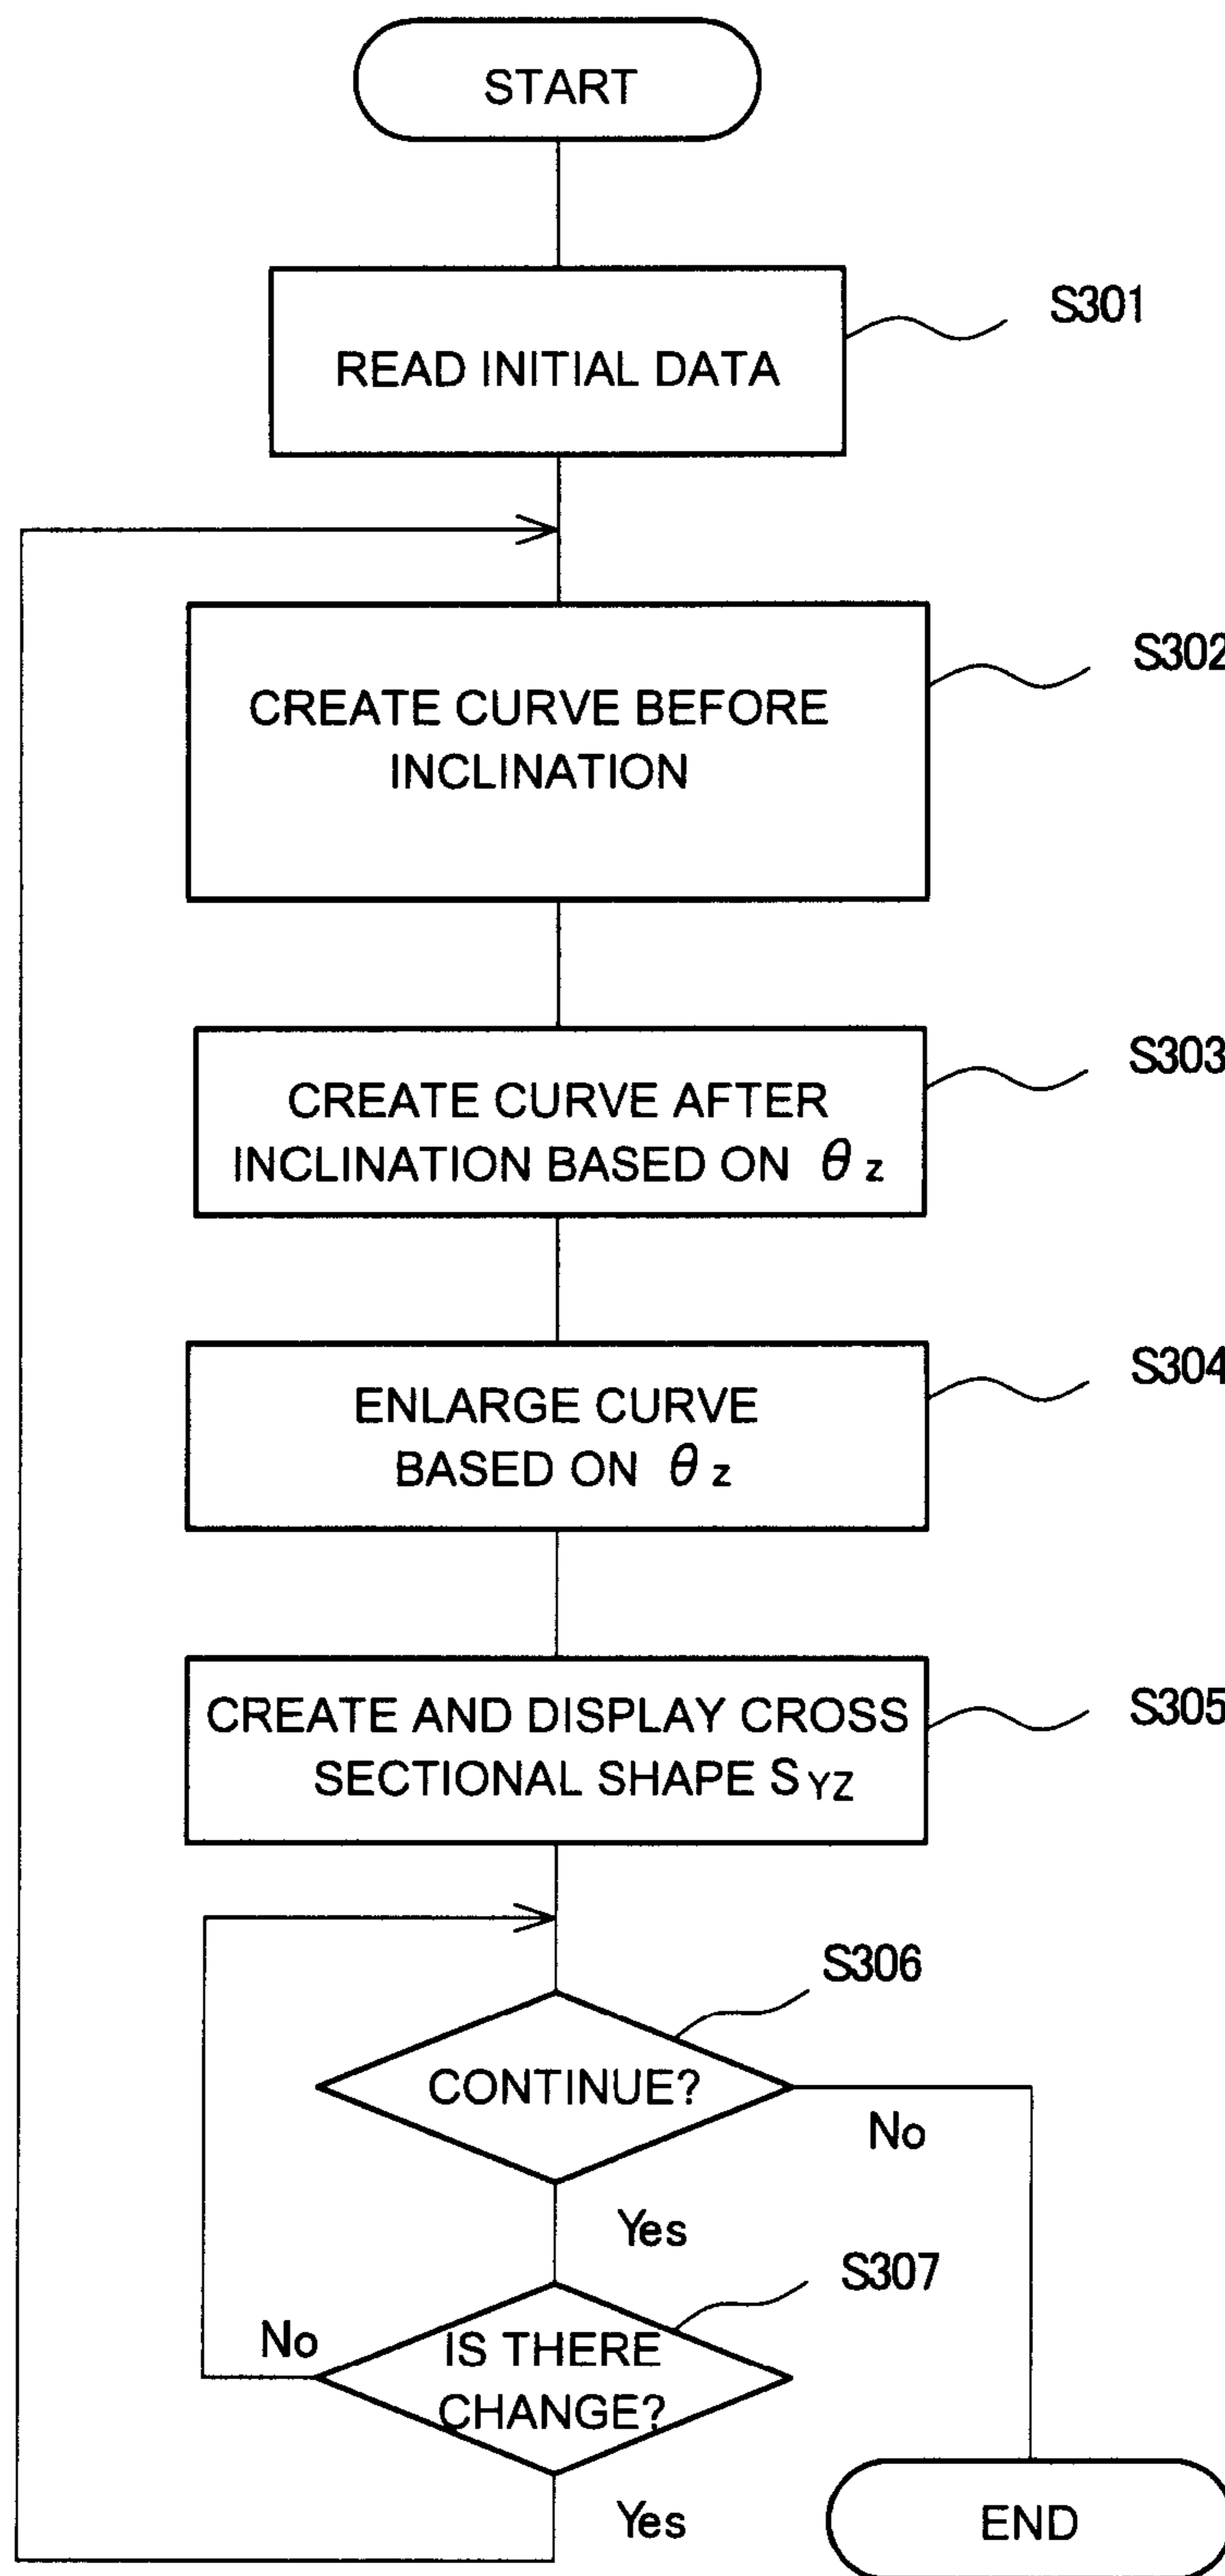 START
S301
READ INITIAL DATA
S302
CREATE CURVE BEFORE
INCLINATION
S303
CREATE CURVE AFTER
INCLINATION BASED ON θz
S304
ENLARGE CURVE
BASED ON θz
S305
CREATE AND DISPLAY CROSS
SECTIONAL SHAPE SYZ
S306
CONTINUE?
No
Yes
S307
No
IS THERE
CHANGE?
Yes
END